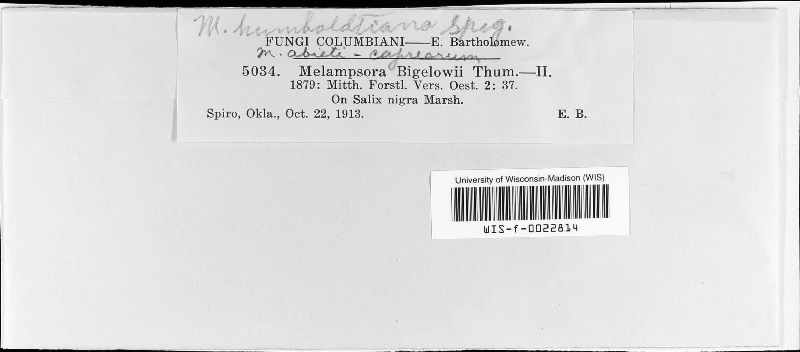 M. humboldtiana Speg.
FUNGI COLUMBIANI—E. Bartholomew.
M. abieti - caprearum
5034. Melampsora Bigelowii Thum.—II.
1879: Mitth. Forstl. Vers. Oest. 2: 37.
On Salix nigra Marsh.
Spiro, Okla., Oct. 22, 1913. E. B.
University of Wisconsin-Madison (WIS)
WIS-f-0022814